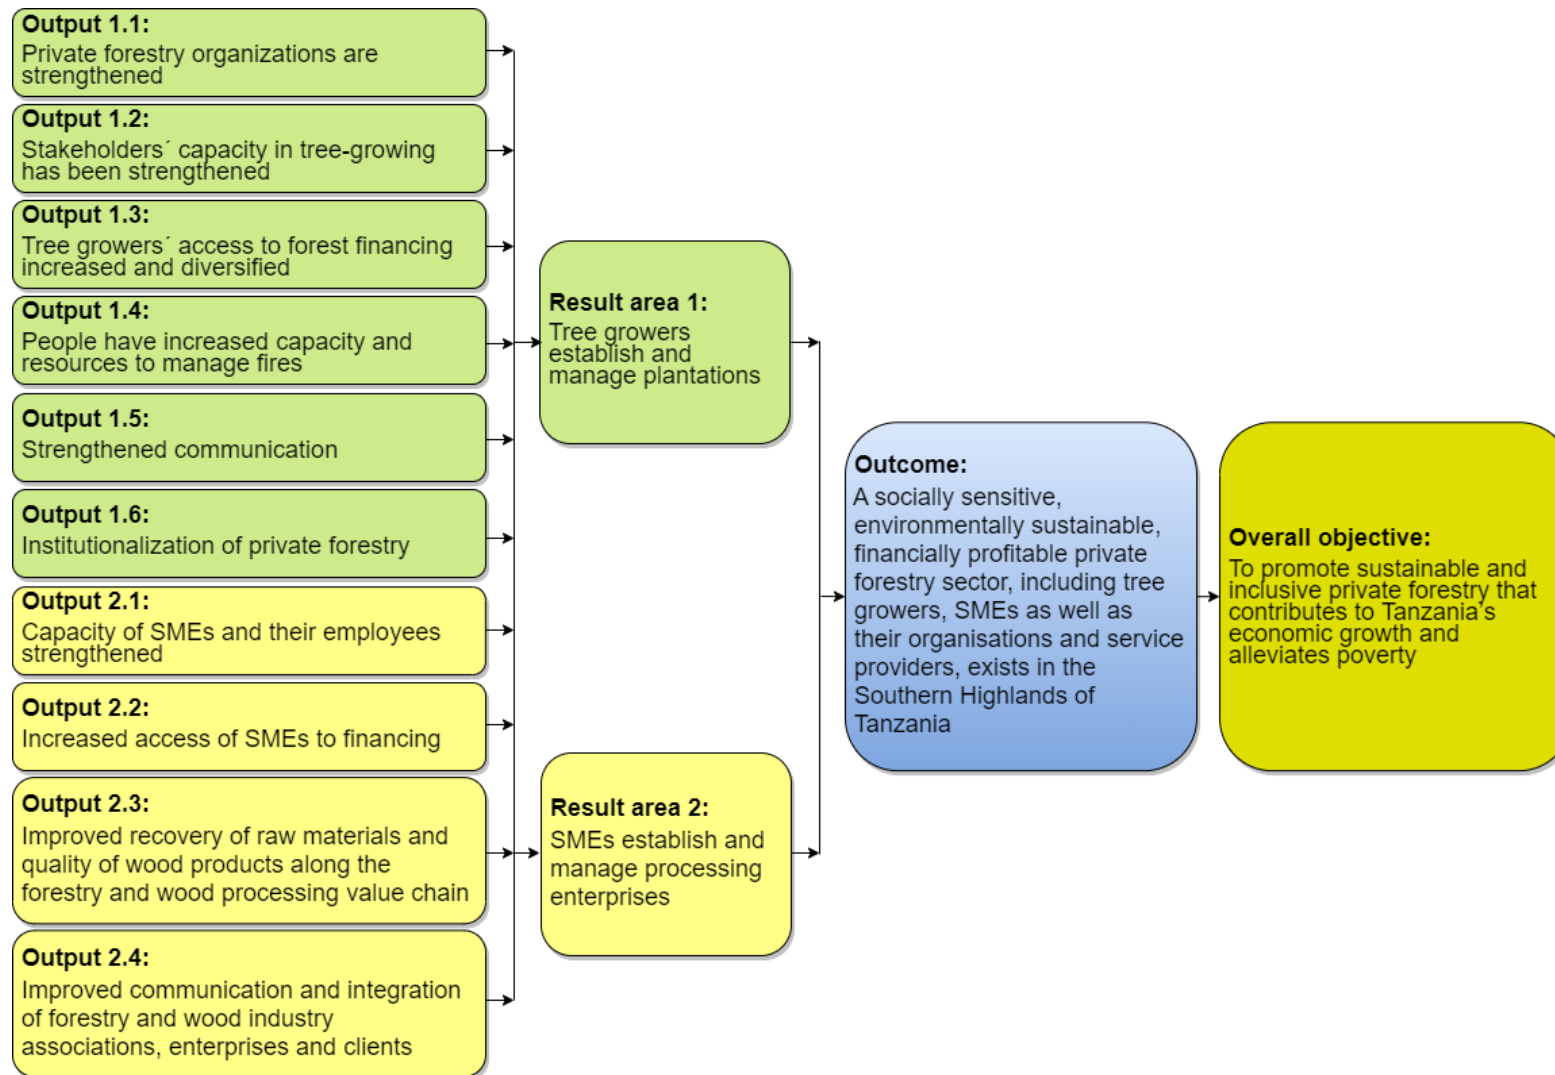 Output 1.1:
Private forestry organizations are
strengthened
Output 1.2:
Stakeholders´ capacity in tree-growing
has been strengthened
Output 1.3:
Tree growers´ access to forest financing
increased and diversified
Output 1.4:
People have increased capacity and
resources to manage fires
Output 1.5:
Strengthened communication
Output 1.6:
Institutionalization of private forestry
Output 2.1:
Capacity of SMEs and their employees
strengthened
Output 2.2:
Increased access of SMEs to financing
Output 2.3:
Improved recovery of raw materials and
quality of wood products along the
forestry and wood processing value chain
Output 2.4:
Improved communication and integration
of forestry and wood industry
associations, enterprises and clients
Result area 1:
Tree growers
establish and
manage plantations
Result area 2:
SMEs establish and
manage processing
enterprises
Outcome:
A socially sensitive,
environmentally sustainable,
financially profitable private
forestry sector, including tree
growers, SMEs as well as
their organisations and service
providers, exists in the
Southern Highlands of
Tanzania
Overall objective:
To promote sustainable and
inclusive private forestry that
contributes to Tanzania's
economic growth and
alleviates poverty